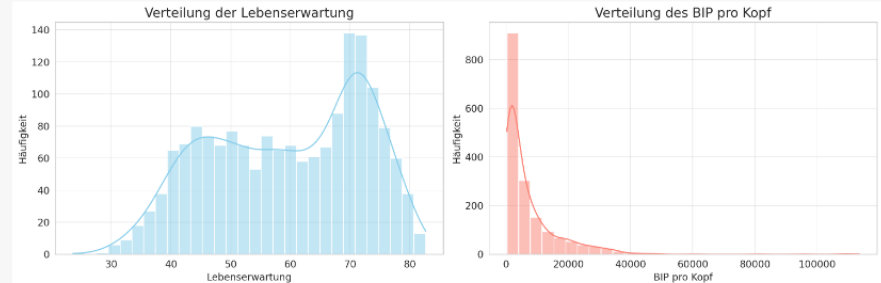 Verteilung der Lebenserwartung
140
120
100
80
60
40
20
0
Häufigkeit
30 40 50 60 70 80
Lebenserwartung
Verteilung des BIP pro Kopf
800
600
400
200
0
Häufigkeit
0 20000 40000 60000 80000 100000
BIP pro Kopf